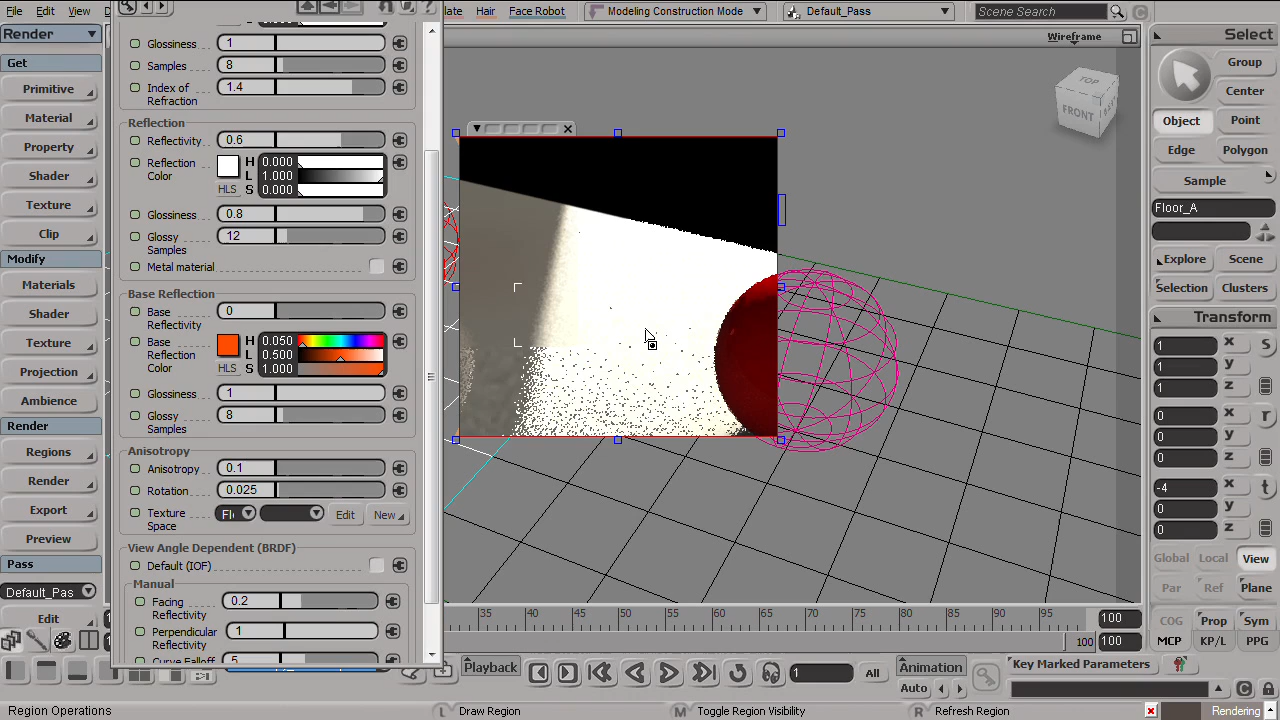 File Edit
late Hair Face Robot Modeling Construction Mode Default_Pass Scene Search
Render
Get
Primitive
Material
Property
Shader
Texture
Clip
Modify
Materials
Shader
Texture
Projection
Ambience
Render
Regions
Render
Export
Preview
Pass
Default_Pas
Edit
Glossiness 1
Samples 8
Index of Refraction 1.4
Reflection
Reflectivity 0.6
Reflection Color H 0.000
L 1.000
HLS S 0.000
Glossiness 0.8
Glossy Samples 12
Metal material
Base Reflection
Base Reflectivity 0
Base Reflection Color H 0.050
L 0.500
HLS S 1.000
Glossiness 1
Glossy Samples 8
Anisotropy
Anisotropy 0.1
Rotation 0.025
Texture Space Edit New
View Angle Dependent (BRDF)
Default (IOF)
Manual
Facing Reflectivity 0.2
Perpendicular Reflectivity 1
Curve Falloff 5
Wireframe
TOP
FRONT
Select
Group
Center
Object Point
Edge Polygon
Sample
Floor_A
Explore Scene
Selection Clusters
Transform
1 x s
1 y
1 z
0 x r
0 y
0 z
-4 x t
0 y
0 z
Global Local View
Par Ref Plane
COG Prop Sym
MCP KP/L PPG
35 40 45 50 55 60 65 70 75 80 85 90 95 100
100 100
Playback 1 All Animation
Auto
Key Marked Parameters
Region Operations L Draw Region M Toggle Region Visibility R Refresh Region Rendering